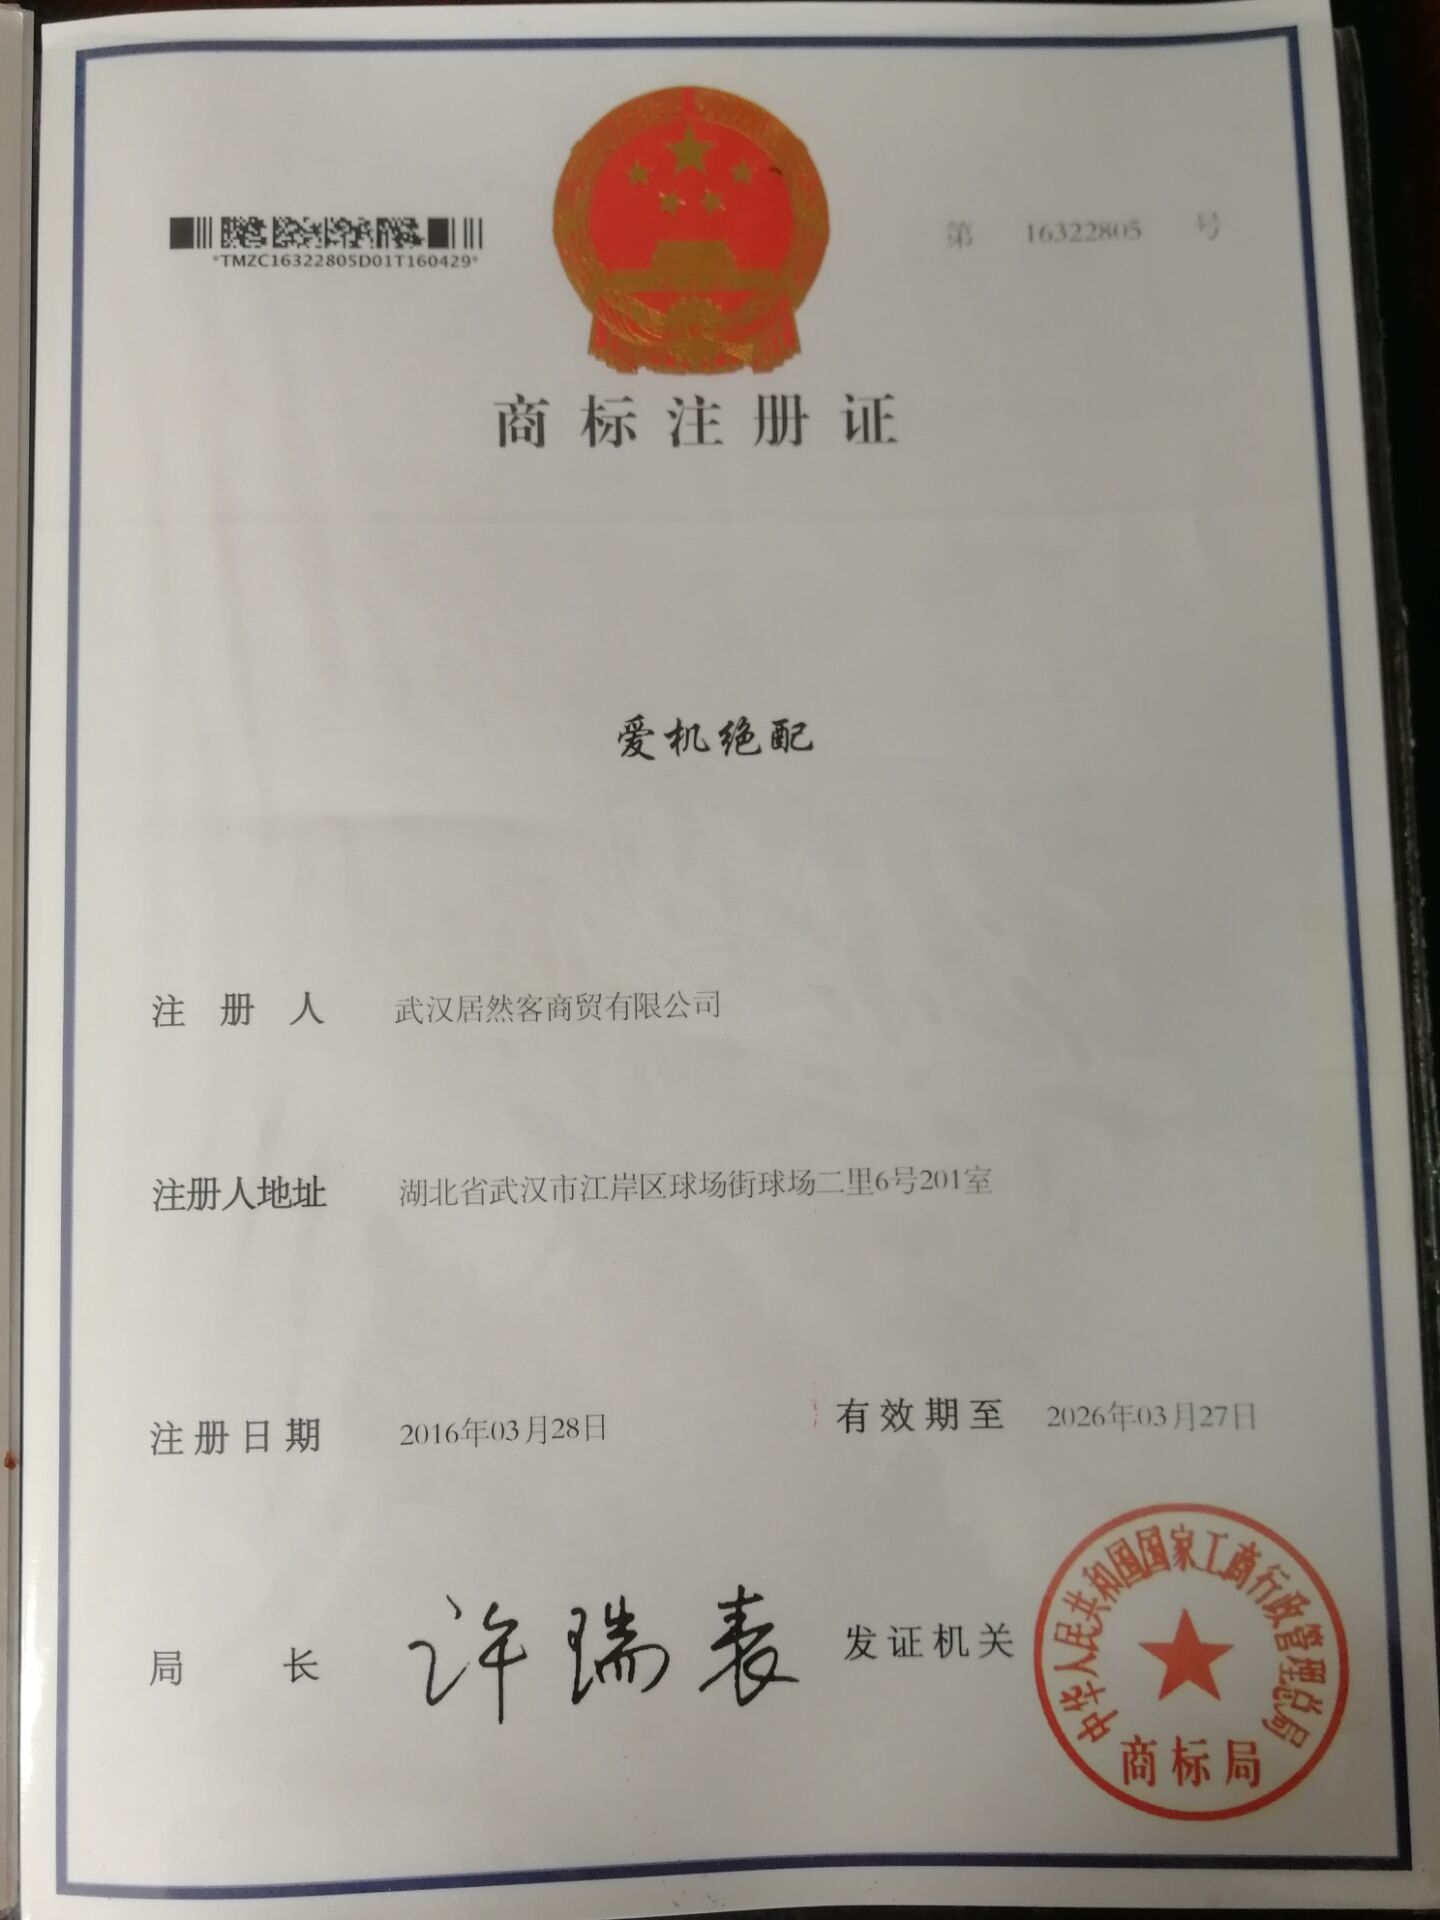 *TMZC16322805D01T160429*
第 16322805 号
商标注册证
爱机绝配
注册人 武汉居然客商贸有限公司
注册人地址 湖北省武汉市江岸区球场街球场二里6号201室
注册日期 2016年03月28日 有效期至 2026年03月27日
局长 许瑞表 发证机关
中华人民共和国国家工商行政管理总局
商标局